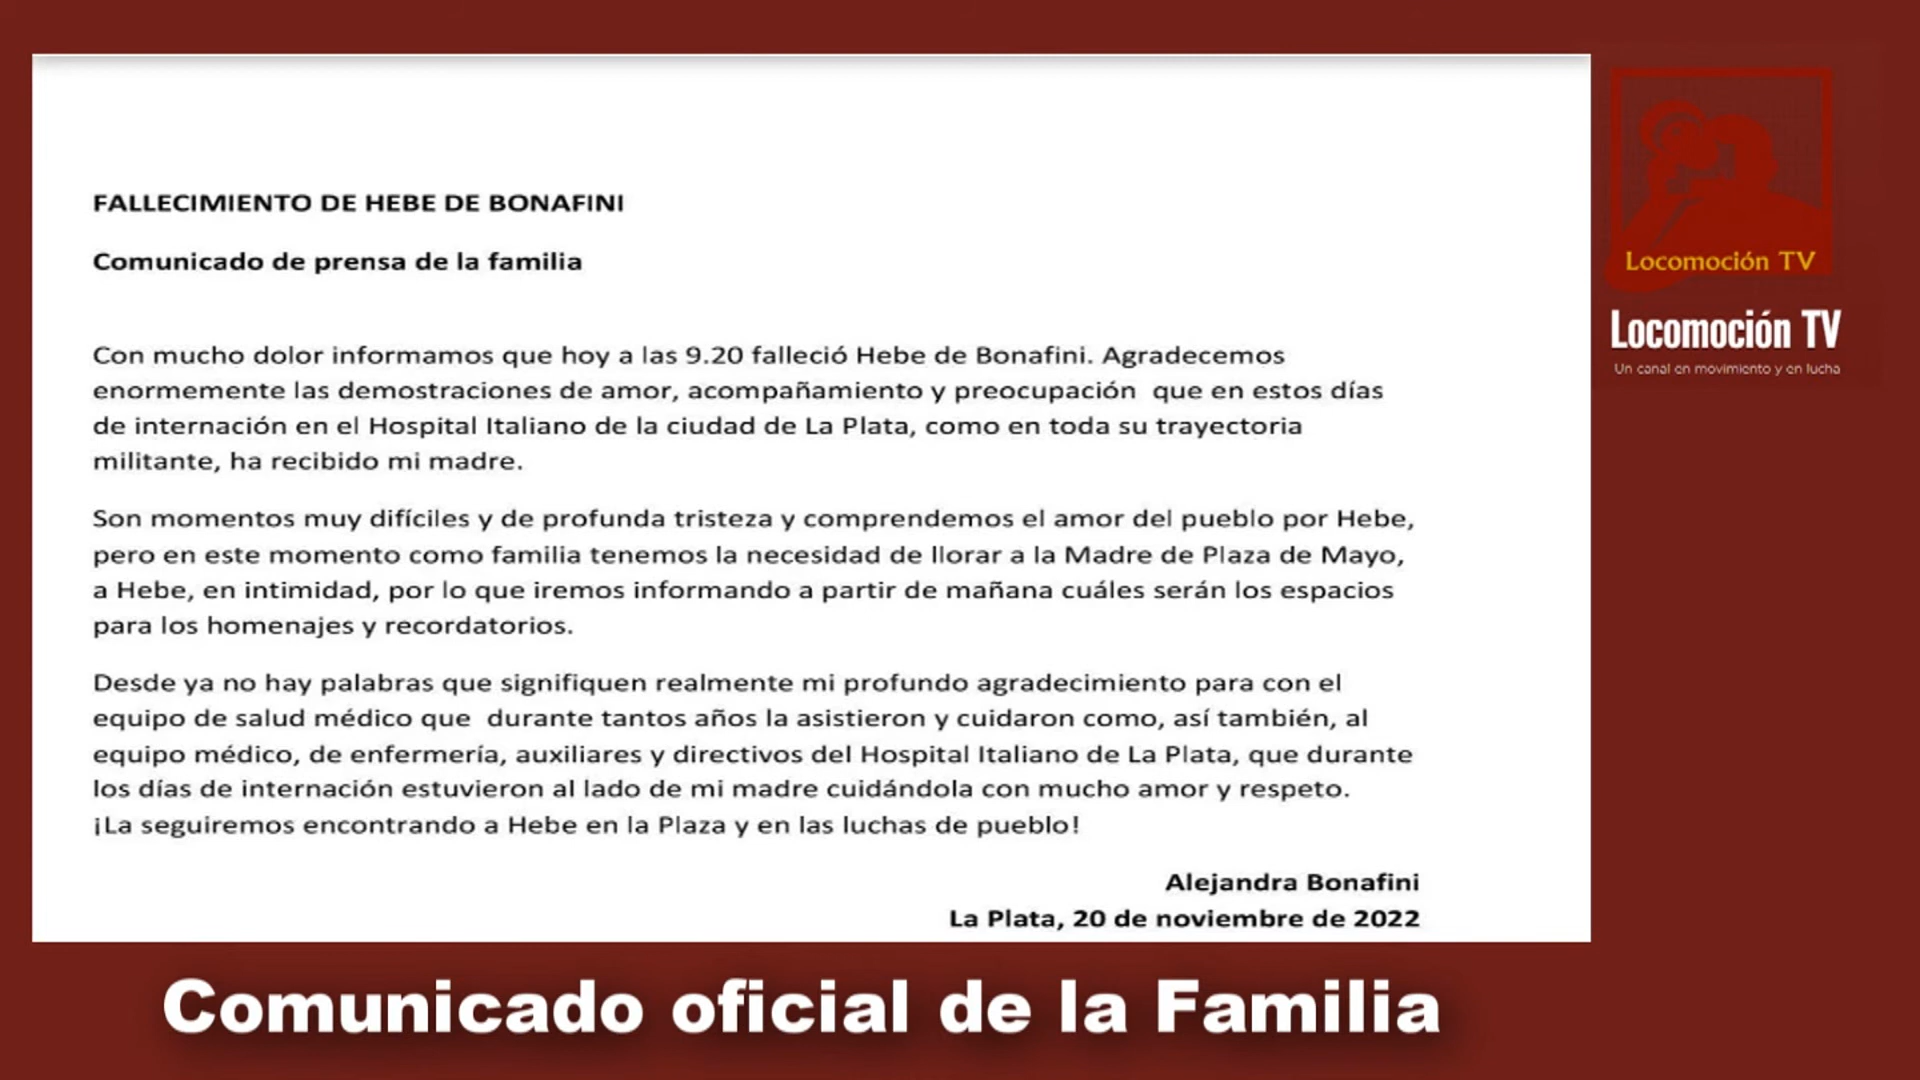 FALLECIMIENTO DE HEBE DE BONAFINI
Comunicado de prensa de la familia
Con mucho dolor informamos que hoy a las 9.20 falleció Hebe de Bonafini. Agradecemos
enormemente las demostraciones de amor, acompañamiento y preocupación  que en estos días
de internación en el Hospital Italiano de la ciudad de La Plata, como en toda su trayectoria
militante, ha recibido mi madre.
Son momentos muy difíciles y de profunda tristeza y comprendemos el amor del pueblo por Hebe,
pero en este momento como familia tenemos la necesidad de llorar a la Madre de Plaza de Mayo,
a Hebe, en intimidad, por lo que iremos informando a partir de mañana cuáles serán los espacios
para los homenajes y recordatorios.
Desde ya no hay palabras que signifiquen realmente mi profundo agradecimiento para con el
equipo de salud médico que  durante tantos años la asistieron y cuidaron como, así también, al
equipo médico, de enfermería, auxiliares y directivos del Hospital Italiano de La Plata, que durante
los días de internación estuvieron al lado de mi madre cuidándola con mucho amor y respeto.
¡La seguiremos encontrando a Hebe en la Plaza y en las luchas de pueblo!
Alejandra Bonafini
La Plata, 20 de noviembre de 2022
Locomoción TV
Locomoción TV
Un canal en movimiento y en lucha
Comunicado oficial de la Familia